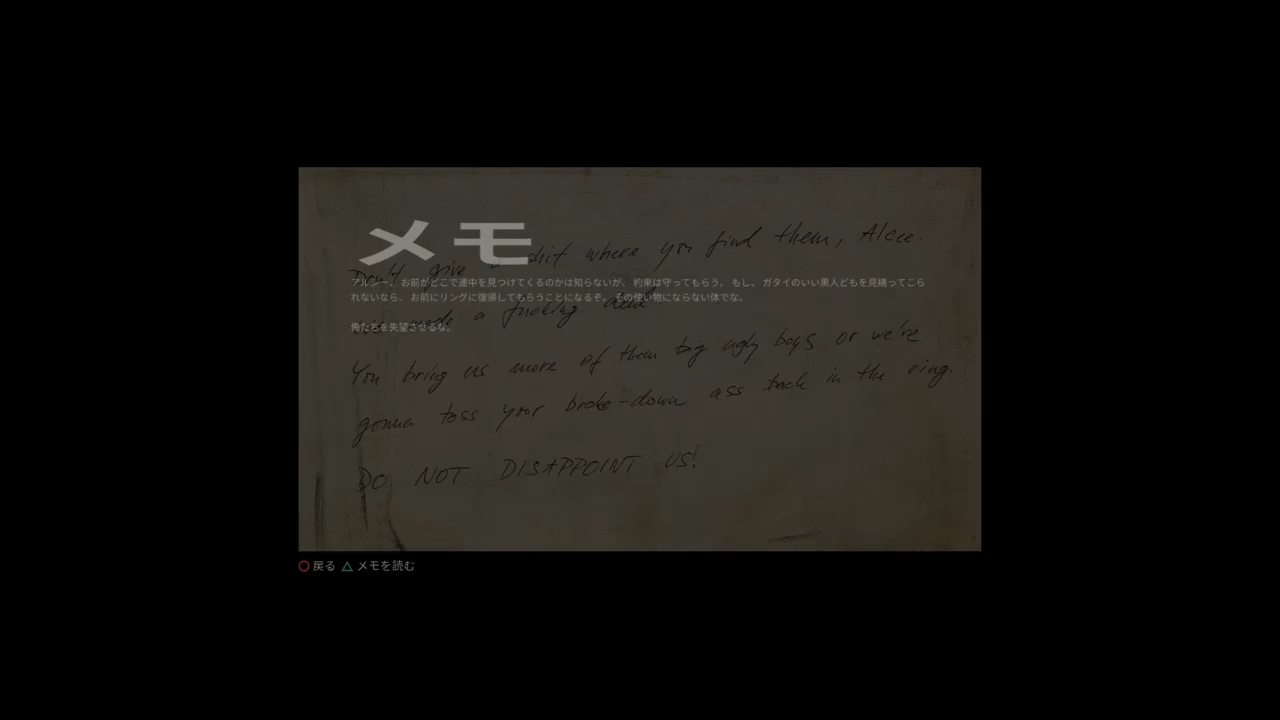 メモ
Don't give a shit where you find them, Alcee.
アルシー、お前がどこで連中を見つけてくるのかは知らないが、約束は守ってもらう。もし、ガタイのいい黒人どもを見繕ってこら
れないなら、お前にリングに復帰してもらうことになるぞ。その使い物にならない体でな。
made a fucking deal
俺たちを失望させるな。
You bring us more of them big ugly boys or we're
gonna toss your broke-down ass back in the ring.
DO NOT DISAPPOINT US!
戻る メモを読む